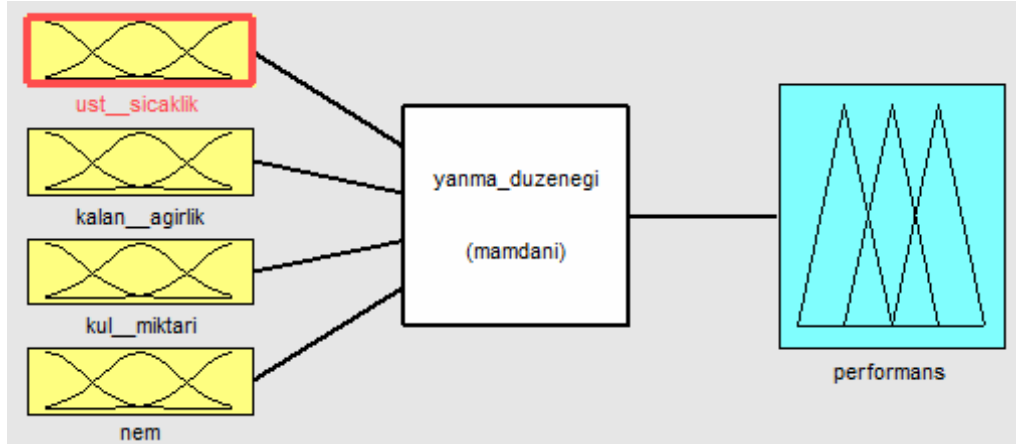 ust__sicaklik
kalan__agirlik
kul__miktari
nem
yanma_duzenegi
(mamdani)
performans